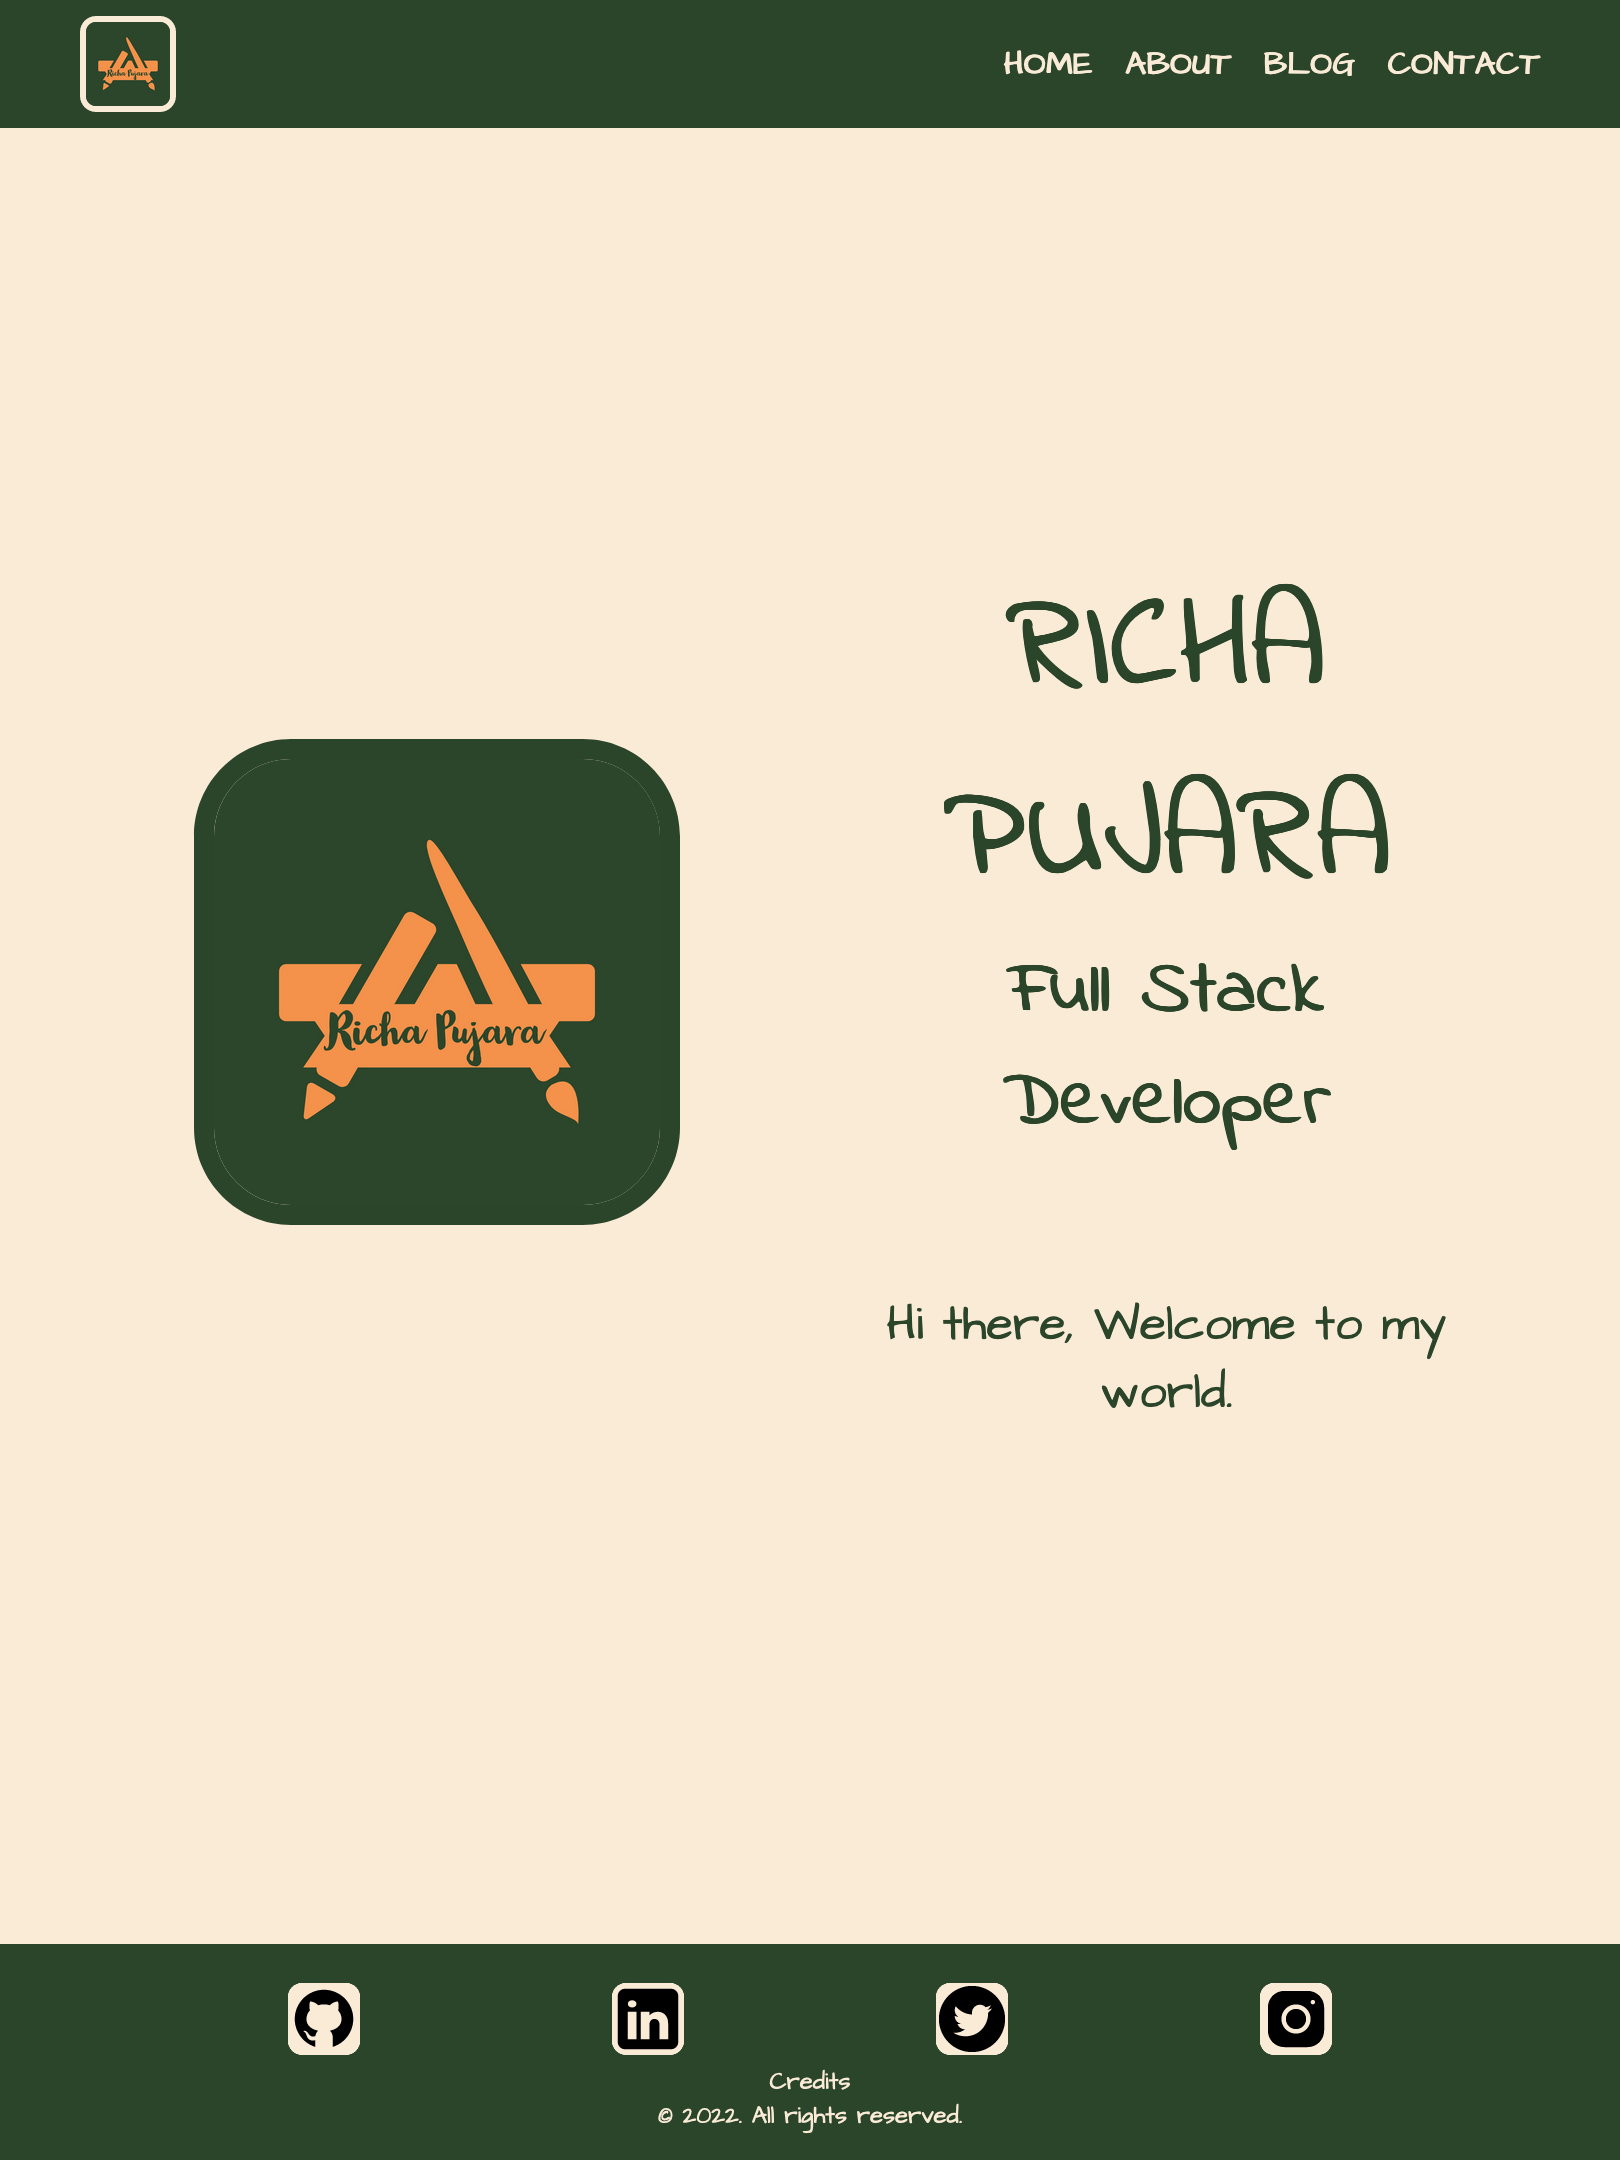 Richa Pujara
HOME ABOUT BLOG CONTACT
RICHA
PUJARA
Full Stack
Developer
Richa Pujara
Hi there, Welcome to my
world.
in
Credits
© 2022. All rights reserved.